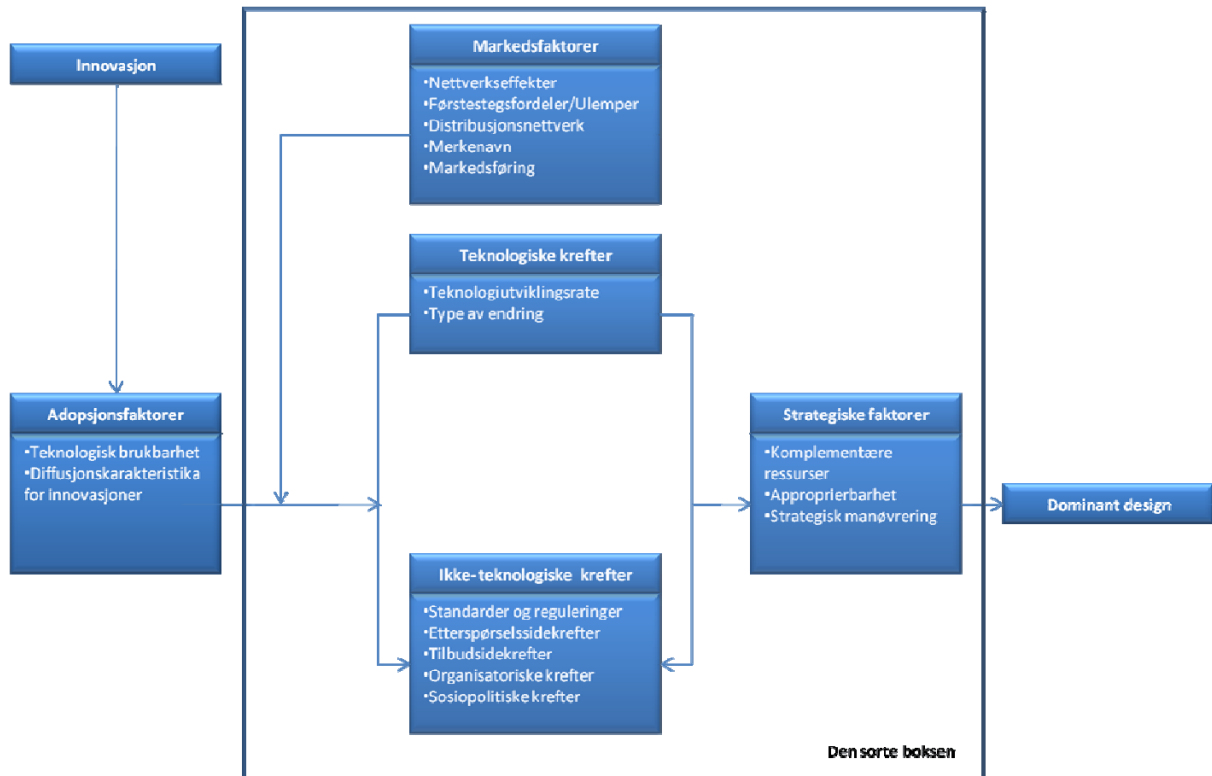 Innovasjon
Markedsfaktorer
•Nettverkseffekter
•Førstestegsfordeler/Ulemper
•Distribusjonsnettverk
•Merkenavn
•Markedsføring
Teknologiske krefter
•Teknologiutviklingsrate
•Type av endring
Adopsjonsfaktorer
•Teknologisk brukbarhet
•Diffusjonskarakteristika
for innovasjoner
Ikke-teknologiske krefter
•Standarder og reguleringer
•Etterspørselssidekrefter
•Tilbudsidekrefter
•Organisatoriske krefter
•Sosiopolitiske krefter
Strategiske faktorer
•Komplementære
ressurser
•Approprierbarhet
•Strategisk manøvrering
Dominant design
Den sorte boksen